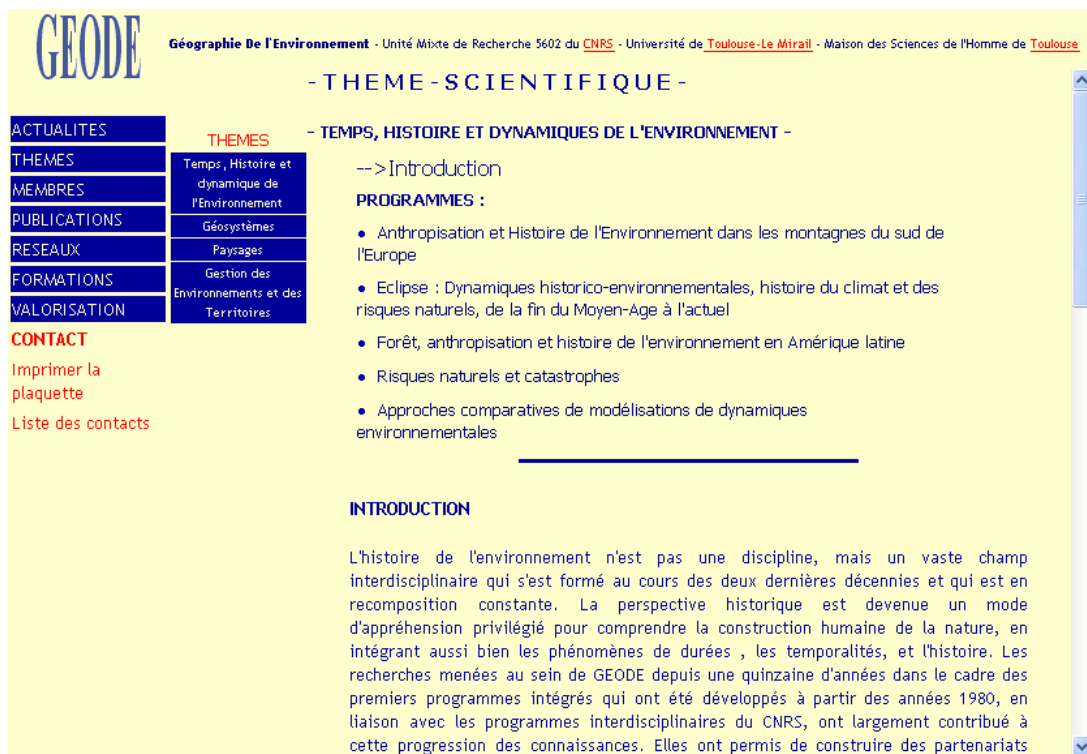 GEODE
Géographie De l'Environnement - Unité Mixte de Recherche 5602 du CNRS - Université de Toulouse-Le Mirail - Maison des Sciences de l'Homme de Toulouse
- T H E M E - S C I E N T I F I Q U E -
ACTUALITES
THEMES
MEMBRES
PUBLICATIONS
RESEAUX
FORMATIONS
VALORISATION
CONTACT
Imprimer la
plaquette
Liste des contacts
THEMES
Temps, Histoire et
dynamique de
l'Environnement
Géosystèmes
Paysages
Gestion des
Environnements et des
Territoires
- TEMPS, HISTOIRE ET DYNAMIQUES DE L'ENVIRONNEMENT -
-->Introduction
PROGRAMMES :
• Anthropisation et Histoire de l'Environnement dans les montagnes du sud de
l'Europe
• Eclipse : Dynamiques historico-environnementales, histoire du climat et des
risques naturels, de la fin du Moyen-Age à l'actuel
• Forêt, anthropisation et histoire de l'environnement en Amérique latine
• Risques naturels et catastrophes
• Approches comparatives de modélisations de dynamiques
environnementales
INTRODUCTION
L'histoire de l'environnement n'est pas une discipline, mais un vaste champ
interdisciplinaire qui s'est formé au cours des deux dernières décennies et qui est en
recomposition constante. La perspective historique est devenue un mode
d'appréhension privilégié pour comprendre la construction humaine de la nature, en
intégrant aussi bien les phénomènes de durées , les temporalités, et l'histoire. Les
recherches menées au sein de GEODE depuis une quinzaine d'années dans le cadre des
premiers programmes intégrés qui ont été développés à partir des années 1980, en
liaison avec les programmes interdisciplinaires du CNRS, ont largement contribué à
cette progression des connaissances. Elles ont permis de construire des partenariats